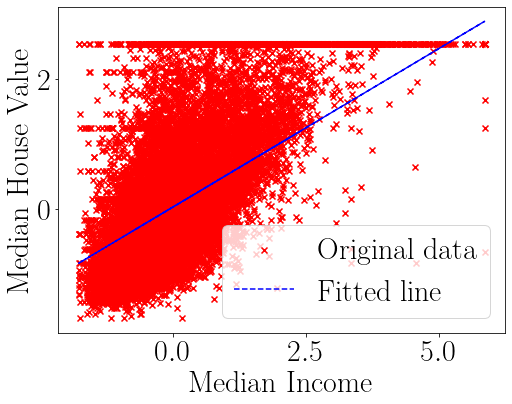 Median House Value
2
0
Original data
Fitted line
0.0 2.5 5.0
Median Income